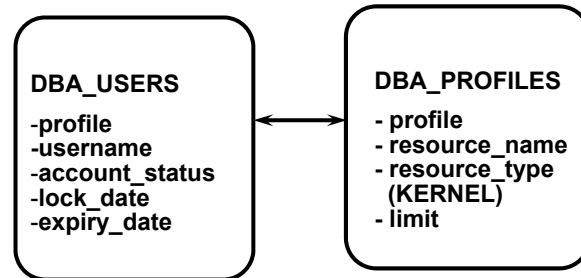 DBA_USERS
-profile
-username
-account_status
-lock_date
-expiry_date
DBA_PROFILES
- profile
- resource_name
- resource_type
(KERNEL)
- limit